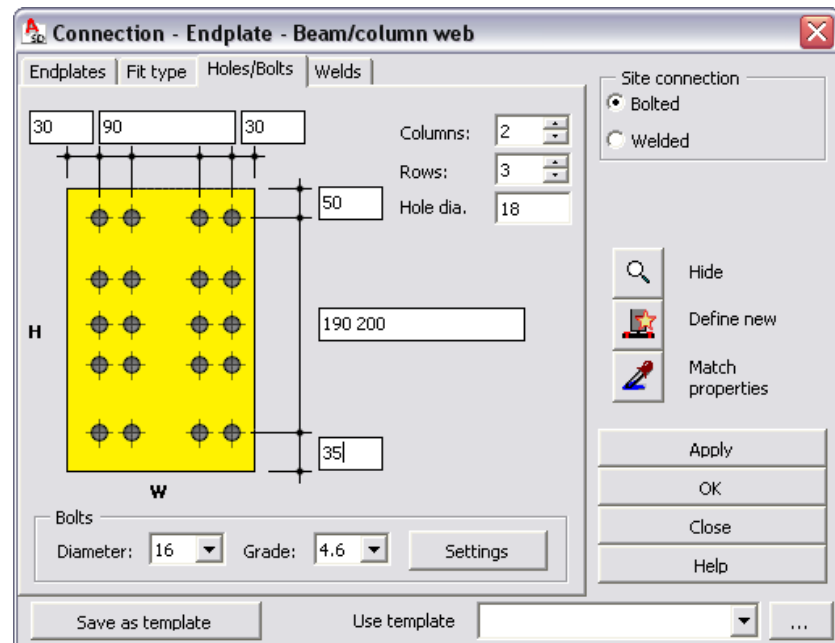 Connection - Endplate - Beam/column web
Endplates Fit type Holes/Bolts Welds
30 90 30
Columns: 2
Rows: 3
Hole dia. 18
50
190 200
35
H
W
Bolts
Diameter: 16 Grade: 4.6 Settings
Site connection
Bolted
Welded
Hide
Define new
Match
properties
Apply
OK
Close
Help
Save as template Use template ...